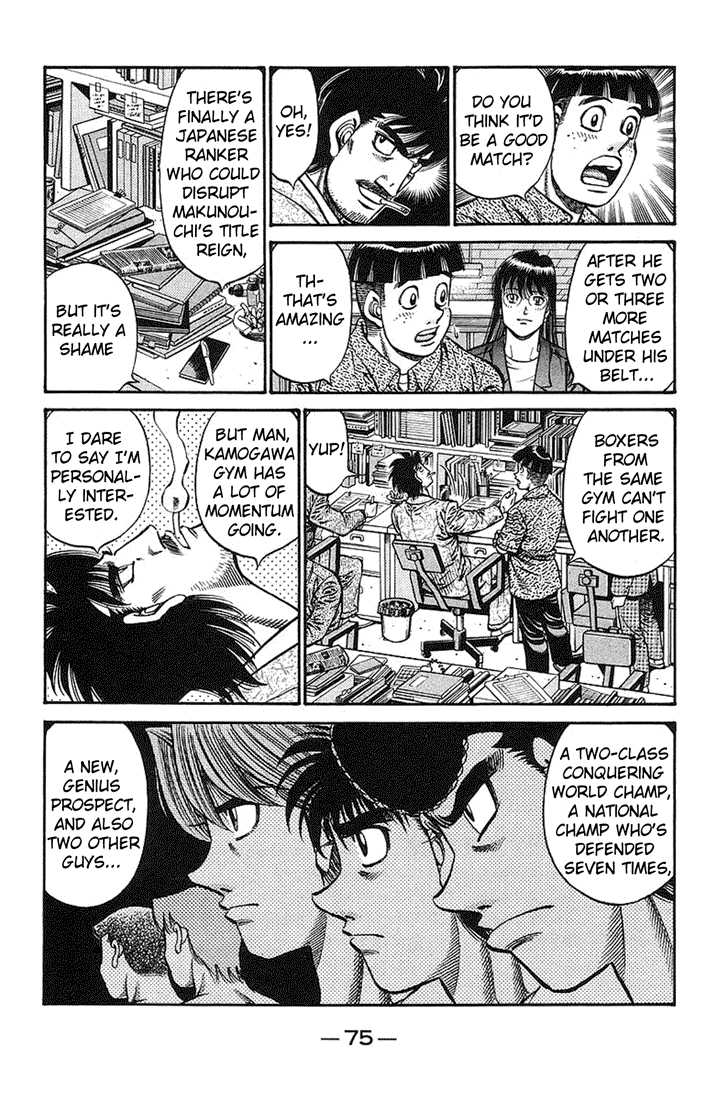 DO YOU
THINK IT'D
BE A GOOD
MATCH?
OH,
YES!
THERE'S
FINALLY A
JAPANESE
RANKER
WHO COULD
DISRUPT
MAKUNOU-
CHI'S TITLE
REIGN,
BUT IT'S
REALLY A
SHAME
AFTER HE
GETS TWO
OR THREE
MORE
MATCHES
UNDER HIS
BELT...
TH-
THAT'S
AMAZING
...
BOXERS
FROM
THE SAME
GYM CAN'T
FIGHT ONE
ANOTHER.
YUP!
BUT MAN,
KAMOGAWA
GYM HAS
A LOT OF
MOMENTUM
GOING.
I DARE
TO SAY I'M
PERSONAL-
LY INTER-
ESTED.
A TWO-CLASS
CONQUERING
WORLD CHAMP,
A NATIONAL
CHAMP WHO'S
DEFENDED
SEVEN TIMES,
A NEW,
GENIUS
PROSPECT,
AND ALSO
TWO OTHER
GUYS...
—75—